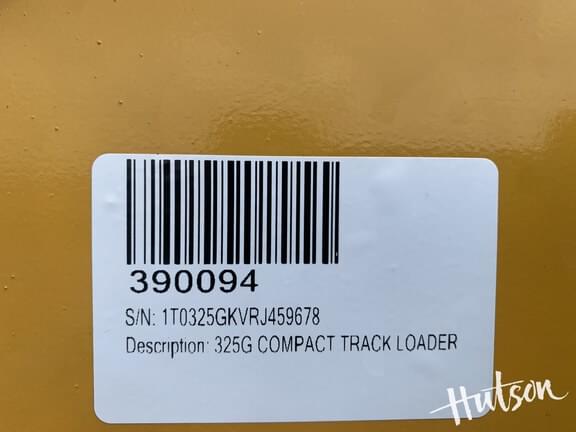 390094
S/N: 1T0325GKVRJ459678
Description: 325G COMPACT TRACK LOADER
Hutson